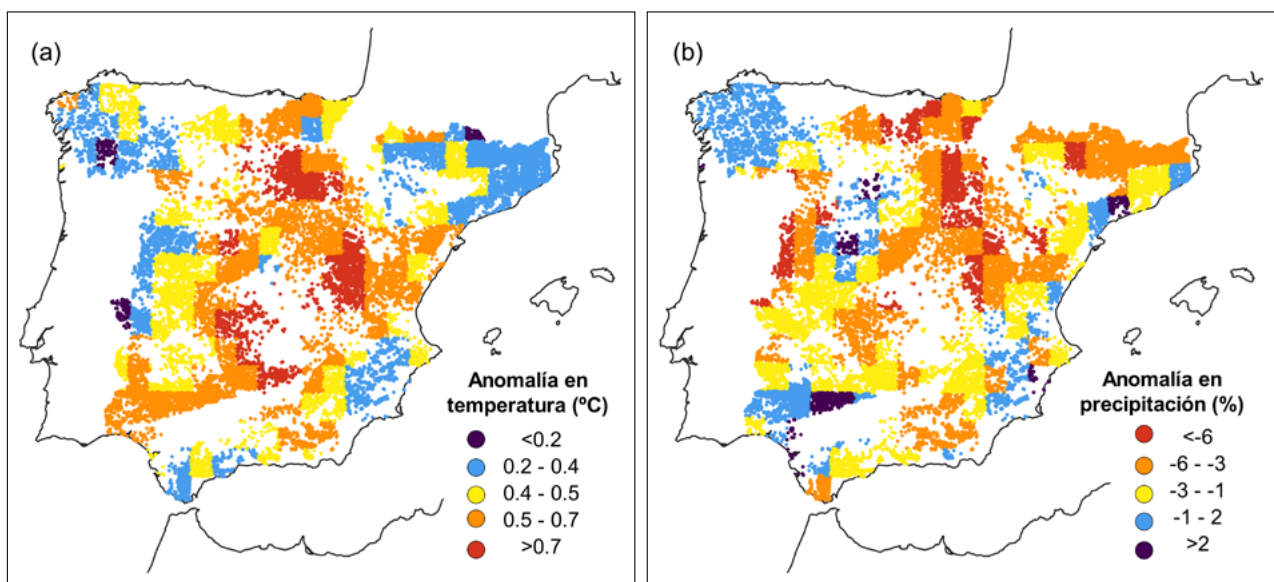 (a)
Anomalía en
temperatura (ºC)
<0.2
0.2 - 0.4
0.4 - 0.5
0.5 - 0.7
>0.7
(b)
Anomalía en
precipitación (%)
<-6
-6 - -3
-3 - -1
-1 - 2
>2